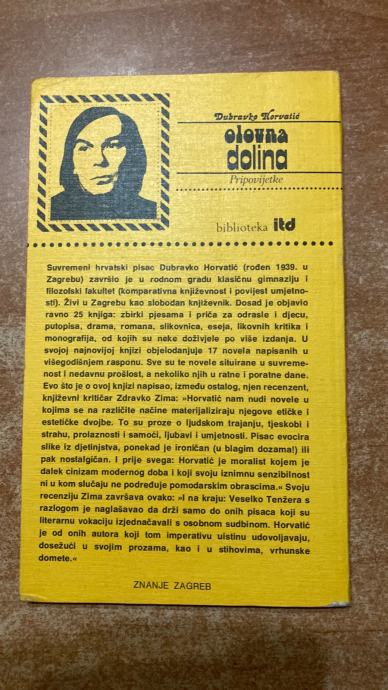 Dubravko Horvatić
olovna
dolina
Pripovijetke
biblioteka itd
Suvremeni hrvatski pisac Dubravko Horvatić (rođen 1939. u
Zagrebu) završio je u rodnom gradu klasičnu gimnaziju i
filozofski fakultet (komparativna književnost i povijest umjetno-
sti). Živi u Zagrebu kao slobodan književnik. Dosad je objavio
ravno 25 knjiga: zbirki pjesama i priča za odrasle i djecu,
putopisa, drama, romana, slikovnica, eseja, likovnih kritika i
monografija, od kojih su neke doživjele po više izdanja. U
svojoj najnovijoj knjizi objelodanjuje 17 novela napisanih u
višegodišnjem rasponu. Sve su te novele situirane u suvreme-
nost i nedavnu prošlost, a nekoliko njih u ratne i poratne dane.
Evo što je o ovoj knjizi napisao, između ostalog, njen recenzent,
književni kritičar Zdravko Zima: »Horvatić nam nudi novele u
kojima se na različite načine materijaliziraju njegove etičke i
estetičke dvojbe. To su proze o ljudskom trajanju, tjeskobi i
strahu, prolaznosti i samoći, ljubavi i umjetnosti. Pisac evocira
slike iz djetinjstva, ponekad je ironičan (u blagim dozama!) ili
pak nostalgičan. I prije svega: Horvatić je moralist kojem je
dalek cinizam modernog doba i koji svoju iznimnu senzibilnost
ni u kom slučaju ne podređuje pomodarskim obrascima.« Svoju
recenziju Zima završava ovako: »I na kraju: Veselko Tenžera s
razlogom je naglašavao da drži samo do onih pisaca koji su
literarnu vokaciju izjednačavali s osobnom sudbinom. Horvatić
je od onih autora koji tom imperativu uistinu udovoljavaju,
dosežući u svojim prozama, kao i u stihovima, vrhunske
domete.«
ZNANJE ZAGREB